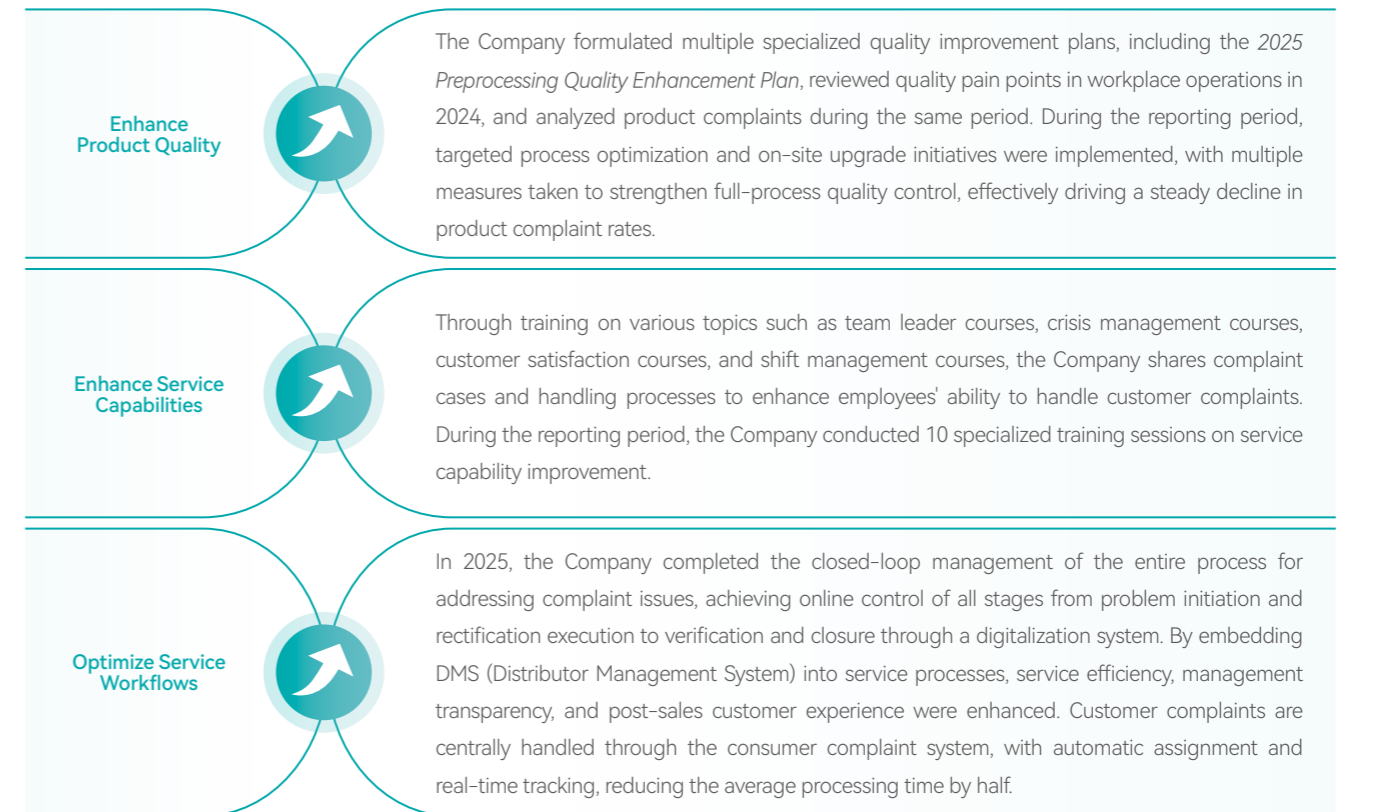 Enhance
Product Quality
The Company formulated multiple specialized quality improvement plans, including the 2025
Preprocessing Quality Enhancement Plan, reviewed quality pain points in workplace operations in
2024, and analyzed product complaints during the same period. During the reporting period,
targeted process optimization and on-site upgrade initiatives were implemented, with multiple
measures taken to strengthen full-process quality control, effectively driving a steady decline in
product complaint rates.
Enhance Service
Capabilities
Through training on various topics such as team leader courses, crisis management courses,
customer satisfaction courses, and shift management courses, the Company shares complaint
cases and handling processes to enhance employees' ability to handle customer complaints.
During the reporting period, the Company conducted 10 specialized training sessions on service
capability improvement.
Optimize Service
Workflows
In 2025, the Company completed the closed-loop management of the entire process for
addressing complaint issues, achieving online control of all stages from problem initiation and
rectification execution to verification and closure through a digitalization system. By embedding
DMS (Distributor Management System) into service processes, service efficiency, management
transparency, and post-sales customer experience were enhanced. Customer complaints are
centrally handled through the consumer complaint system, with automatic assignment and
real-time tracking, reducing the average processing time by half.